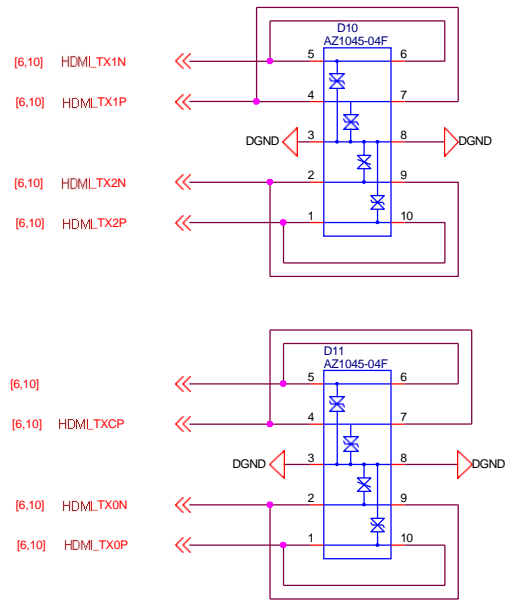 D10
AZ1045-04F
[6,10] HDMI_TX1N 5 6
[6,10] HDMI_TX1P 4 7
DGND 3 8 DGND
[6,10] HDMI_TX2N 2 9
[6,10] HDMI_TX2P 1 10
D11
AZ1045-04F
[6,10] 5 6
[6,10] HDMI_TXCP 4 7
DGND 3 8 DGND
[6,10] HDMI_TX0N 2 9
[6,10] HDMI_TX0P 1 10